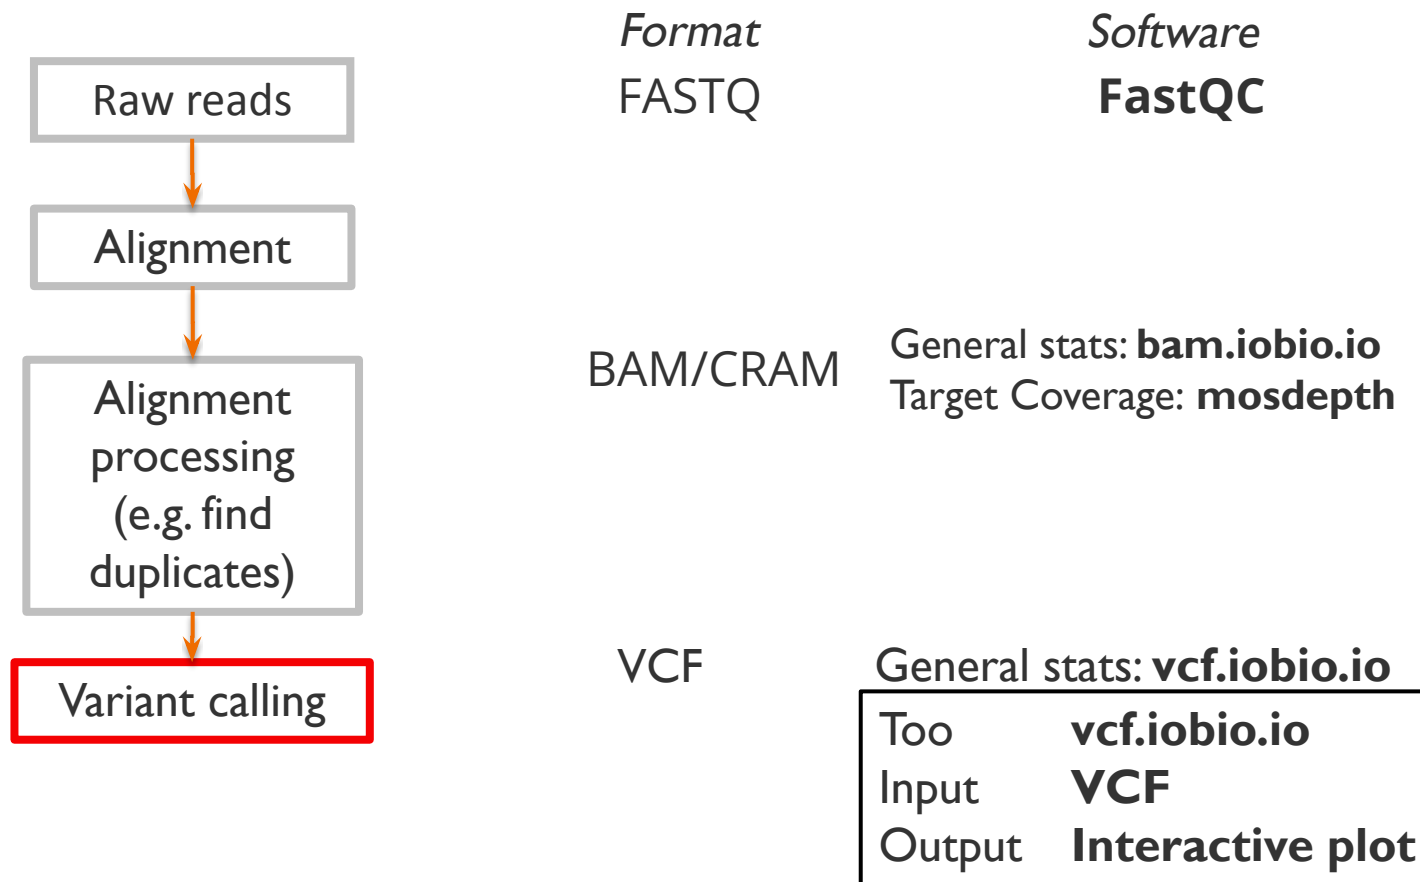 Format Software
Raw reads FASTQ FastQC
Alignment
Alignment
processing
(e.g. find
duplicates)
BAM/CRAM
General stats: bam.iobio.io
Target Coverage: mosdepth
Variant calling
VCF General stats: vcf.iobio.io
Too vcf.iobio.io
Input VCF
Output Interactive plot